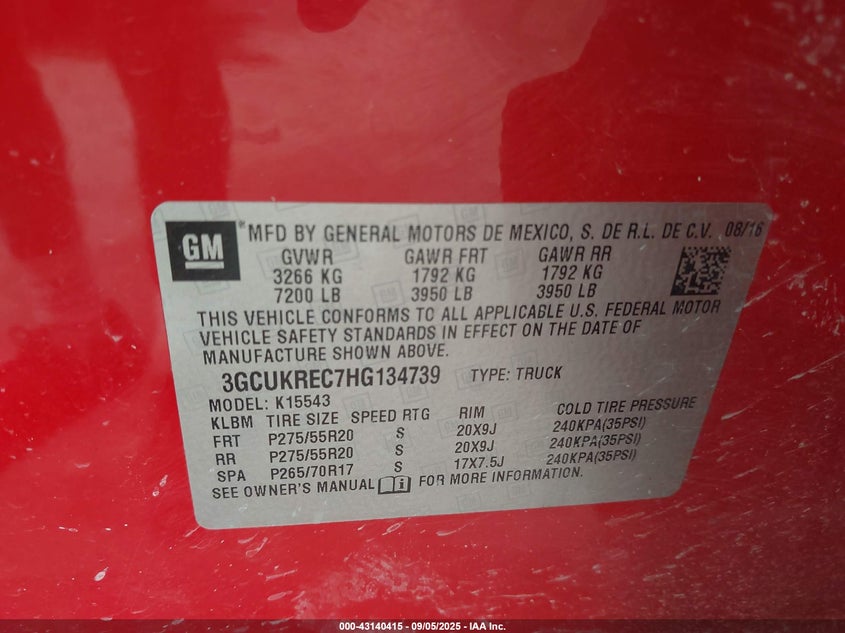 GM *MFD BY GENERAL MOTORS DE MEXICO, S. DE R.L. DE C.V. 08/16
GVWR GAWR FRT GAWR RR
3266 KG 1792 KG 1792 KG
7200 LB 3950 LB 3950 LB
THIS VEHICLE CONFORMS TO ALL APPLICABLE U.S. FEDERAL MOTOR
VEHICLE SAFETY STANDARDS IN EFFECT ON THE DATE OF
MANUFACTURE SHOWN ABOVE.
3GCUKREC7HG134739 TYPE: TRUCK
MODEL: K15543
KLBM TIRE SIZE SPEED RTG RIM COLD TIRE PRESSURE
FRT P275/55R20 S 20X9J 240KPA(35PSI)
RR P275/55R20 S 20X9J 240KPA(35PSI)
SPA P265/70R17 S 17X7.5J 240KPA(35PSI)
SEE OWNER'S MANUAL FOR MORE INFORMATION.
000-43140415 - 09/05/2025 - IAA Inc.